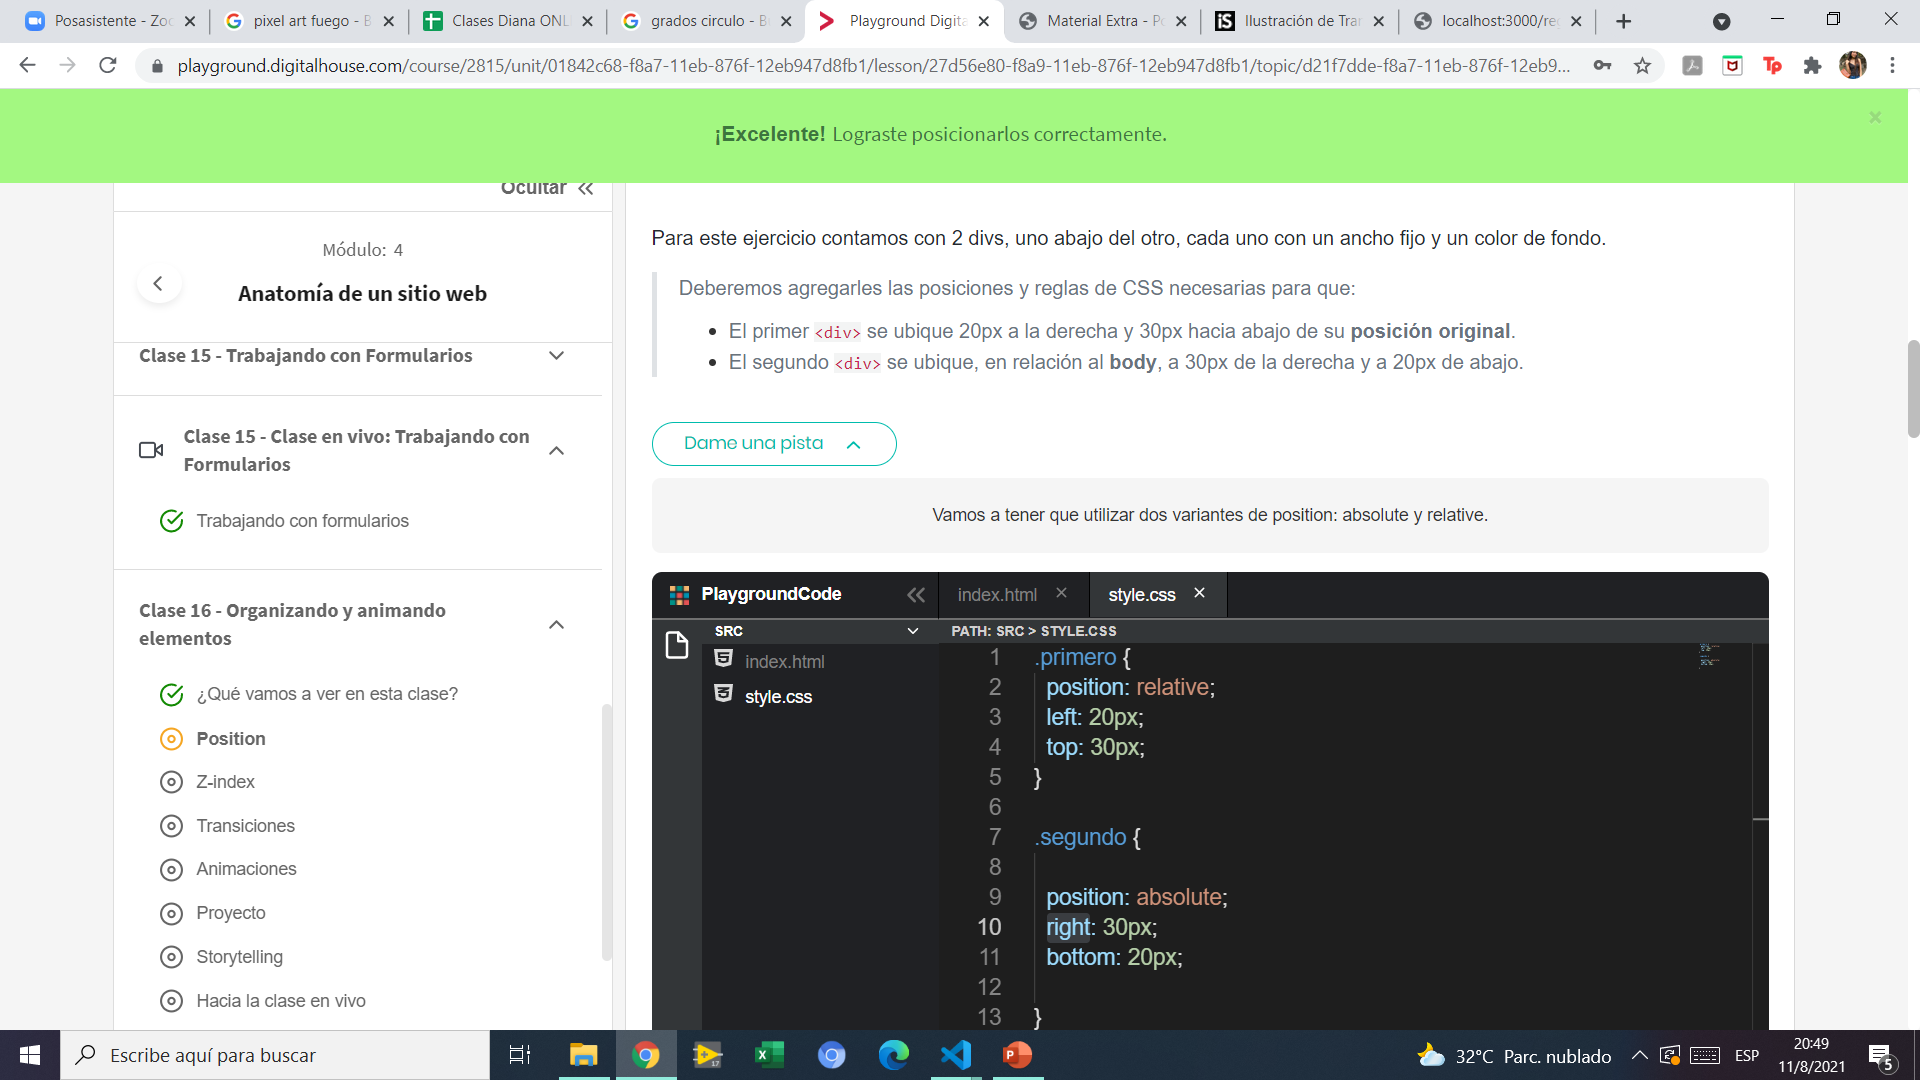 Posasistente - Zoo
pixel art fuego - B
Clases Diana ONL
grados circulo - B
Playground Digita
Material Extra - P
Ilustración de Tra
localhost:3000/re
playground.digitalhouse.com/course/2815/unit/01842c68-f8a7-11eb-876f-12eb947d8fb1/lesson/27d56e80-f8a9-11eb-876f-12eb947d8fb1/topic/d21f7dde-f8a7-11eb-876f-12eb9...
¡Excelente! Lograste posicionarlos correctamente.
Ocultar
Módulo: 4
Anatomía de un sitio web
Clase 15 - Trabajando con Formularios
Clase 15 - Clase en vivo: Trabajando con
Formularios
Trabajando con formularios
Clase 16 - Organizando y animando
elementos
¿Qué vamos a ver en esta clase?
Position
Z-index
Transiciones
Animaciones
Proyecto
Storytelling
Hacia la clase en vivo
Para este ejercicio contamos con 2 divs, uno abajo del otro, cada uno con un ancho fijo y un color de fondo.
Deberemos agregarles las posiciones y reglas de CSS necesarias para que:
El primer <div> se ubique 20px a la derecha y 30px hacia abajo de su posición original.
El segundo <div> se ubique, en relación al body, a 30px de la derecha y a 20px de abajo.
Dame una pista
Vamos a tener que utilizar dos variantes de position: absolute y relative.
PlaygroundCode
index.html
style.css
SRC
PATH: SRC > STYLE.CSS
index.html
style.css
1 .primero {
2 position: relative;
3 left: 20px;
4 top: 30px;
5 }
6
7 .segundo {
8
9 position: absolute;
10 right: 30px;
11 bottom: 20px;
12
13 }
Escribe aquí para buscar
32°C Parc. nublado
ESP
20:49
11/8/2021
5